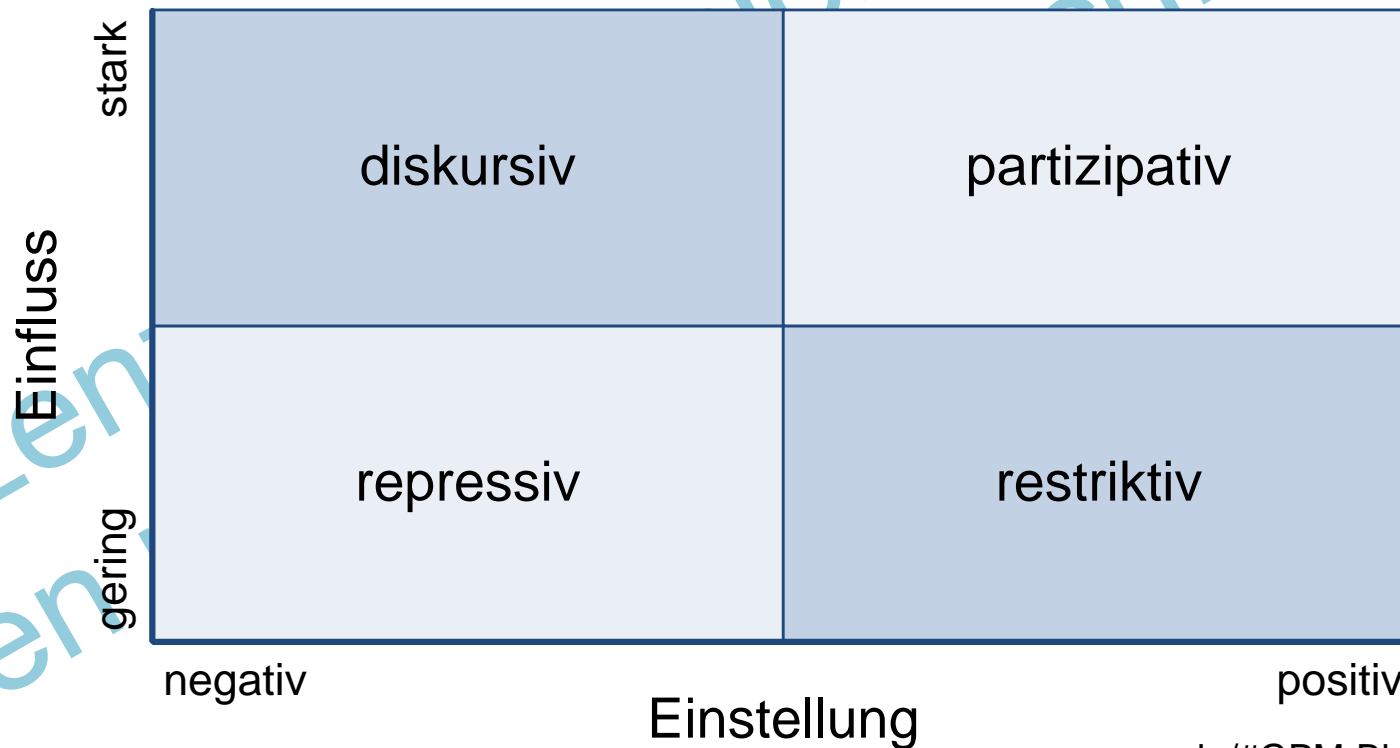 stark
diskursiv
partizipativ
Einfluss
repressiv
restriktiv
gering
negativ
positiv
Einstellung